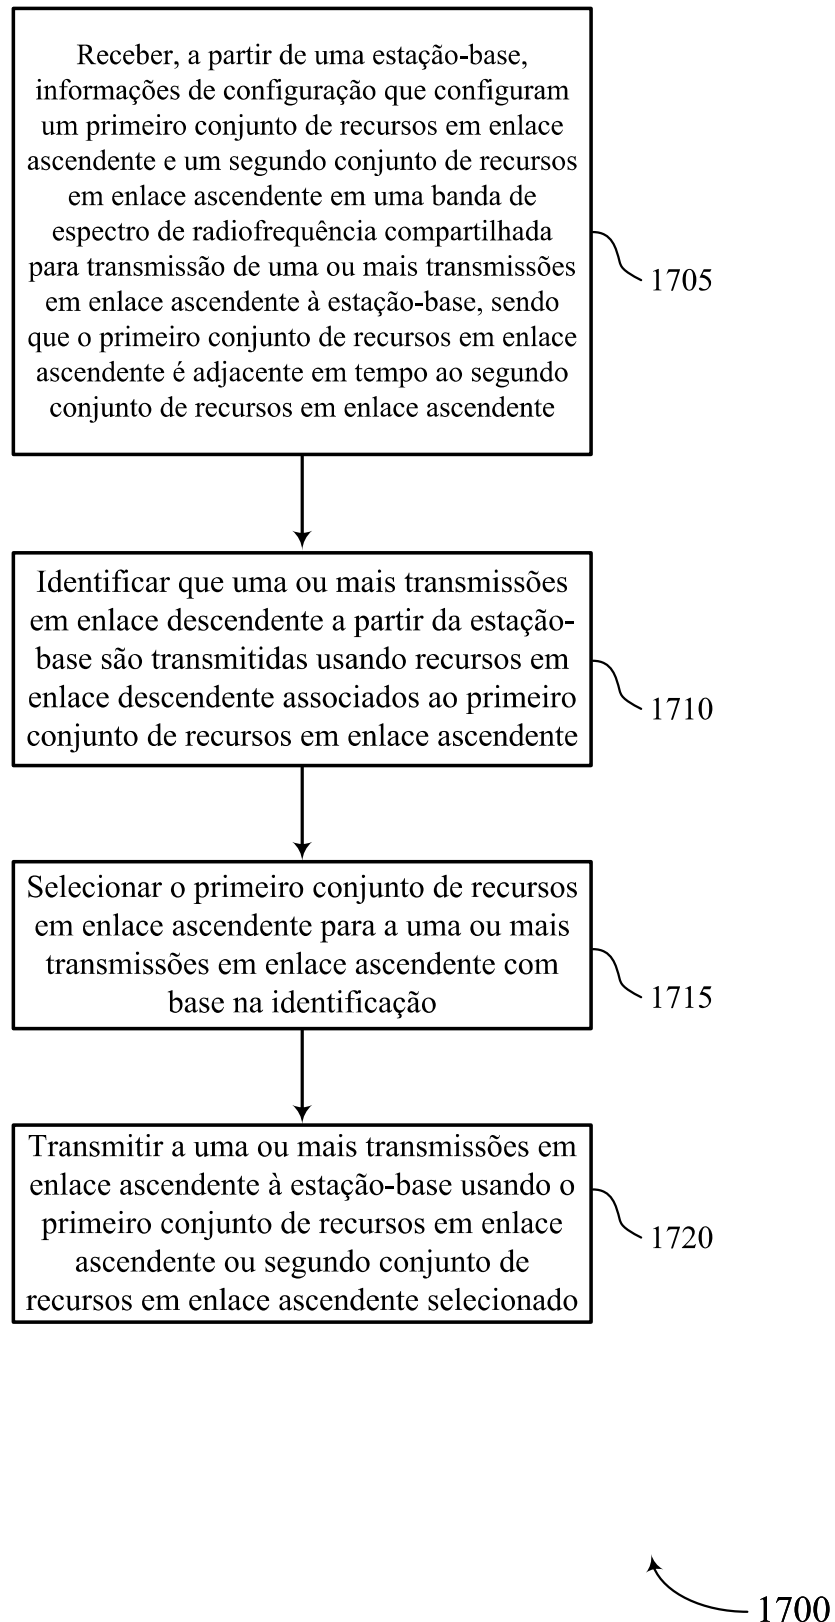 Receber, a partir de uma estação-base,
informações de configuração que configuram
um primeiro conjunto de recursos em enlace
ascendente e um segundo conjunto de recursos
em enlace ascendente em uma banda de
espectro de radiofrequência compartilhada
para transmissão de uma ou mais transmissões
em enlace ascendente à estação-base, sendo
que o primeiro conjunto de recursos em enlace
ascendente é adjacente em tempo ao segundo
conjunto de recursos em enlace ascendente
1705
Identificar que uma ou mais transmissões
em enlace descendente a partir da estação-
base são transmitidas usando recursos em
enlace descendente associados ao primeiro
conjunto de recursos em enlace ascendente
1710
Selecionar o primeiro conjunto de recursos
em enlace ascendente para a uma ou mais
transmissões em enlace ascendente com
base na identificação
1715
Transmitir a uma ou mais transmissões em
enlace ascendente à estação-base usando o
primeiro conjunto de recursos em enlace
ascendente ou segundo conjunto de
recursos em enlace ascendente selecionado
1720
1700